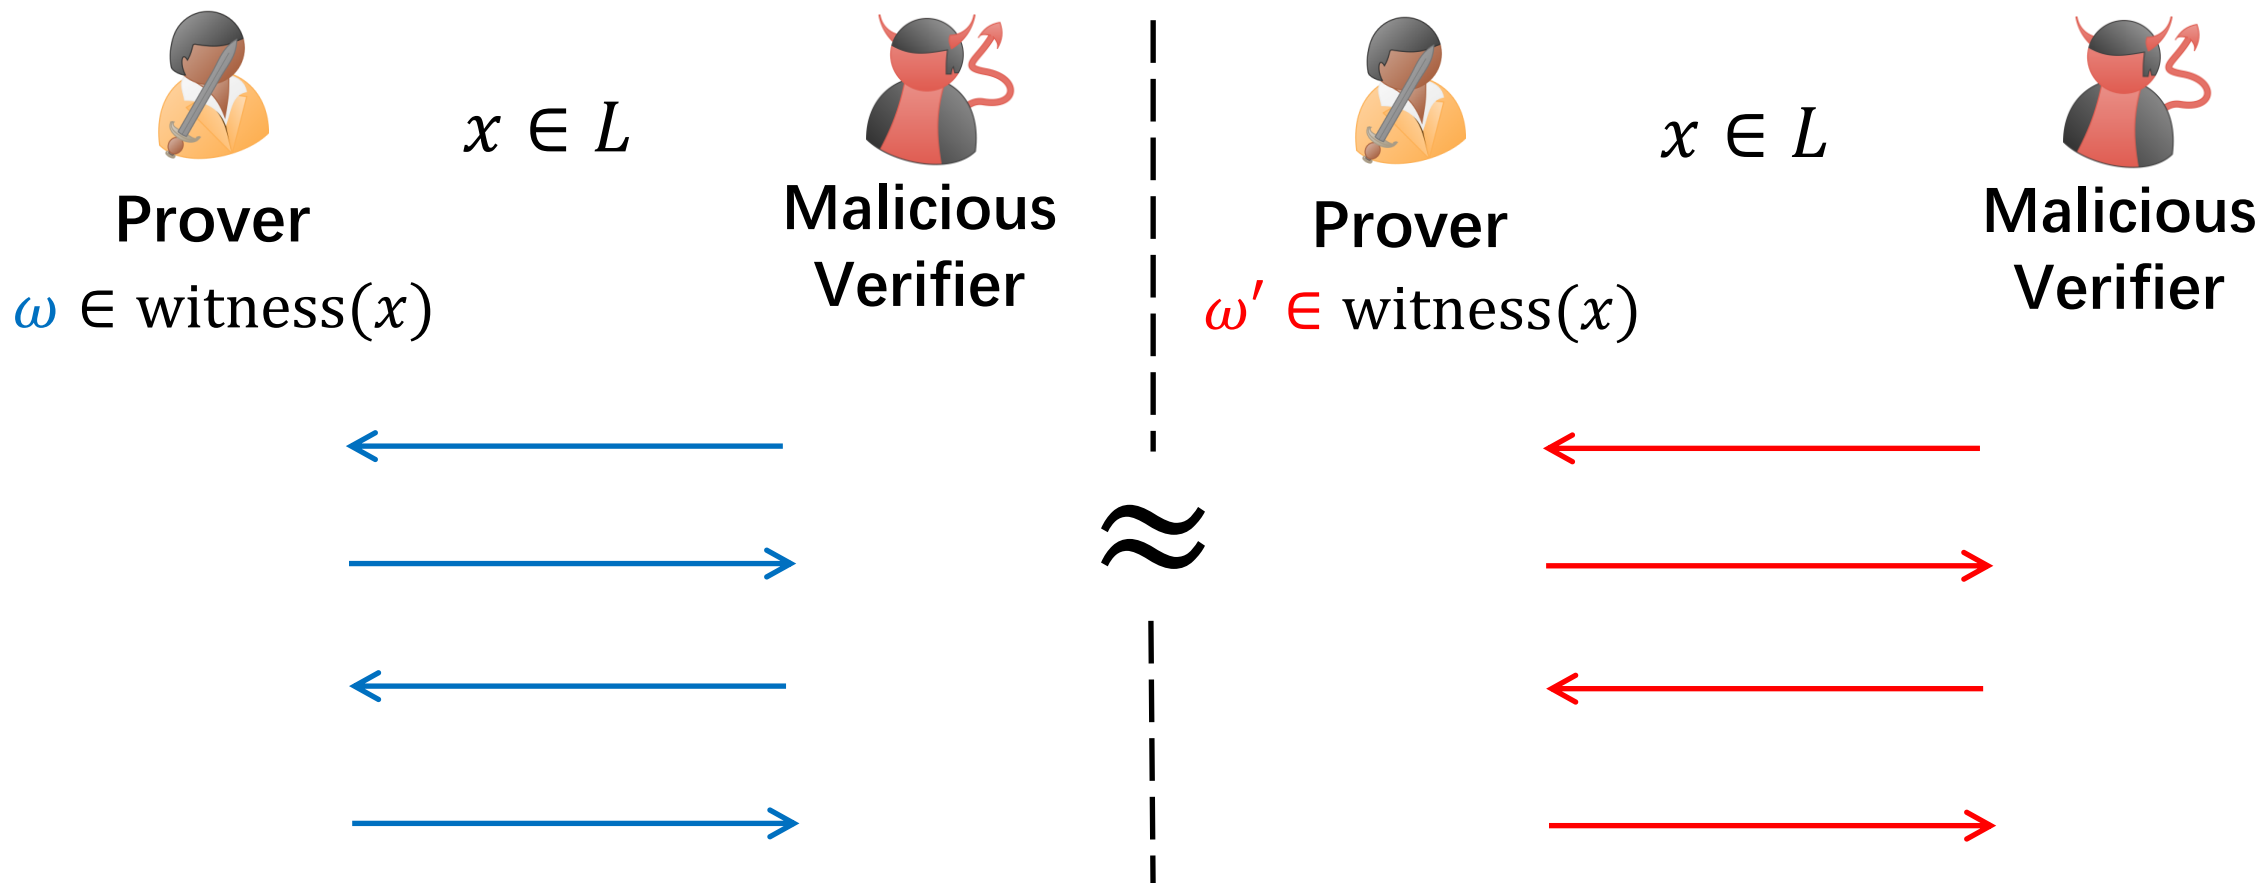 x ∈ L
Prover
Malicious
Verifier
ω ∈ witness(x)
≈
x ∈ L
Prover
Malicious
Verifier
ω′ ∈ witness(x)